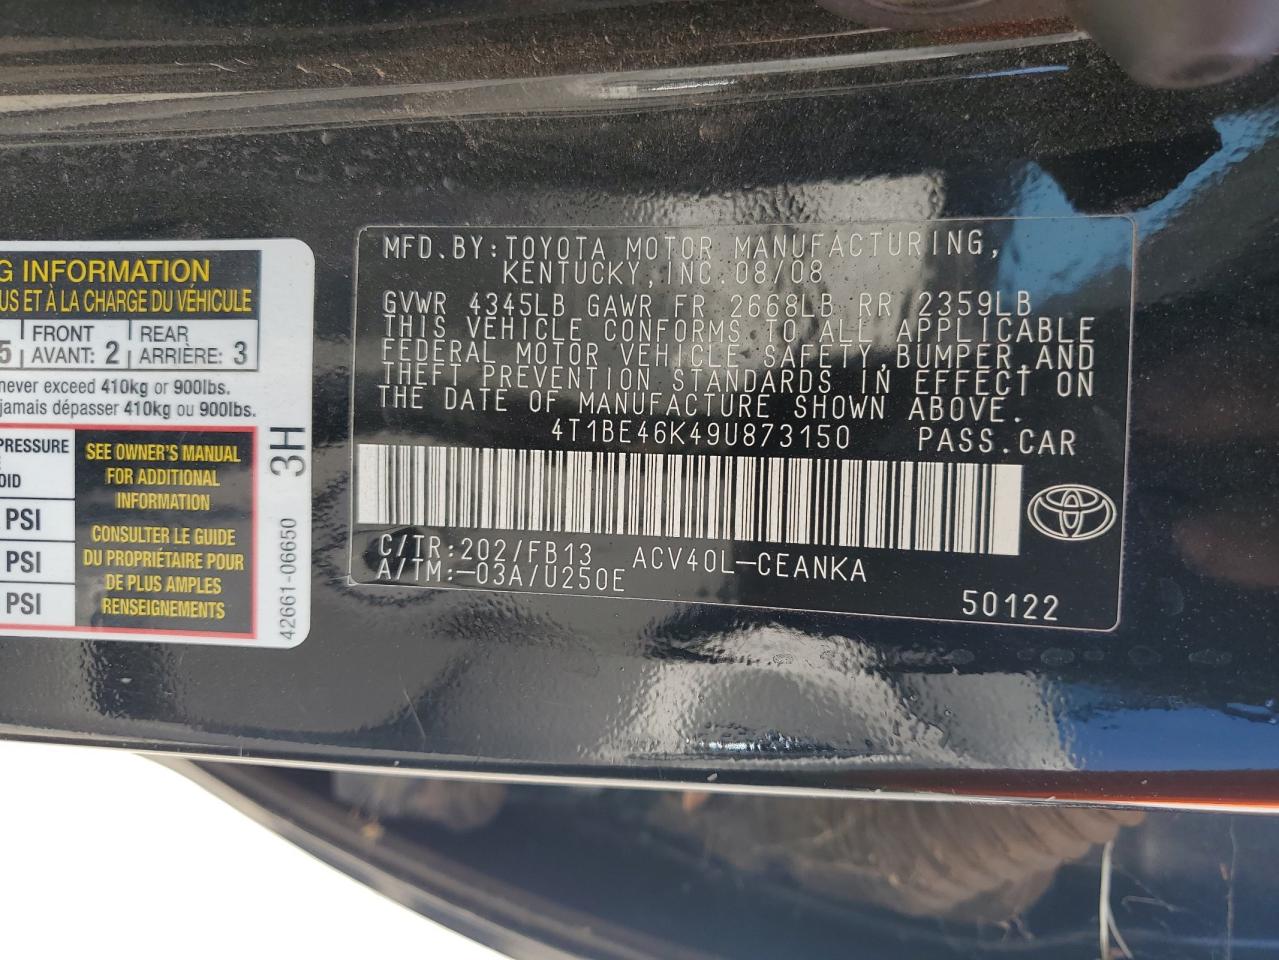 G INFORMATION
US ET À LA CHARGE DU VÉHICULE
5 FRONT REAR
AVANT: 2 ARRIÈRE: 3
never exceed 410kg or 900lbs.
jamais dépasser 410kg ou 900lbs.
PRESSURE
OID
PSI
PSI
PSI
SEE OWNER'S MANUAL
FOR ADDITIONAL
INFORMATION
CONSULTER LE GUIDE
DU PROPRIÉTAIRE POUR
DE PLUS AMPLES
RENSEIGNEMENTS
3H
42661-06650
MFD.BY:TOYOTA MOTOR MANUFACTURING,
KENTUCKY,INC.08/08
GVWR 4345LB GAWR FR 2668LB RR 2359LB
THIS VEHICLE CONFORMS TO ALL APPLICABLE
FEDERAL MOTOR VEHICLE SAFETY,BUMPER,AND
THEFT PREVENTION STANDARDS IN EFFECT ON
THE DATE OF MANUFACTURE SHOWN ABOVE.
4T1BE46K49U873150 PASS.CAR
C/TR:202/FB13 ACV40L-CEANKA
A/TM:-03A/U250E
50122